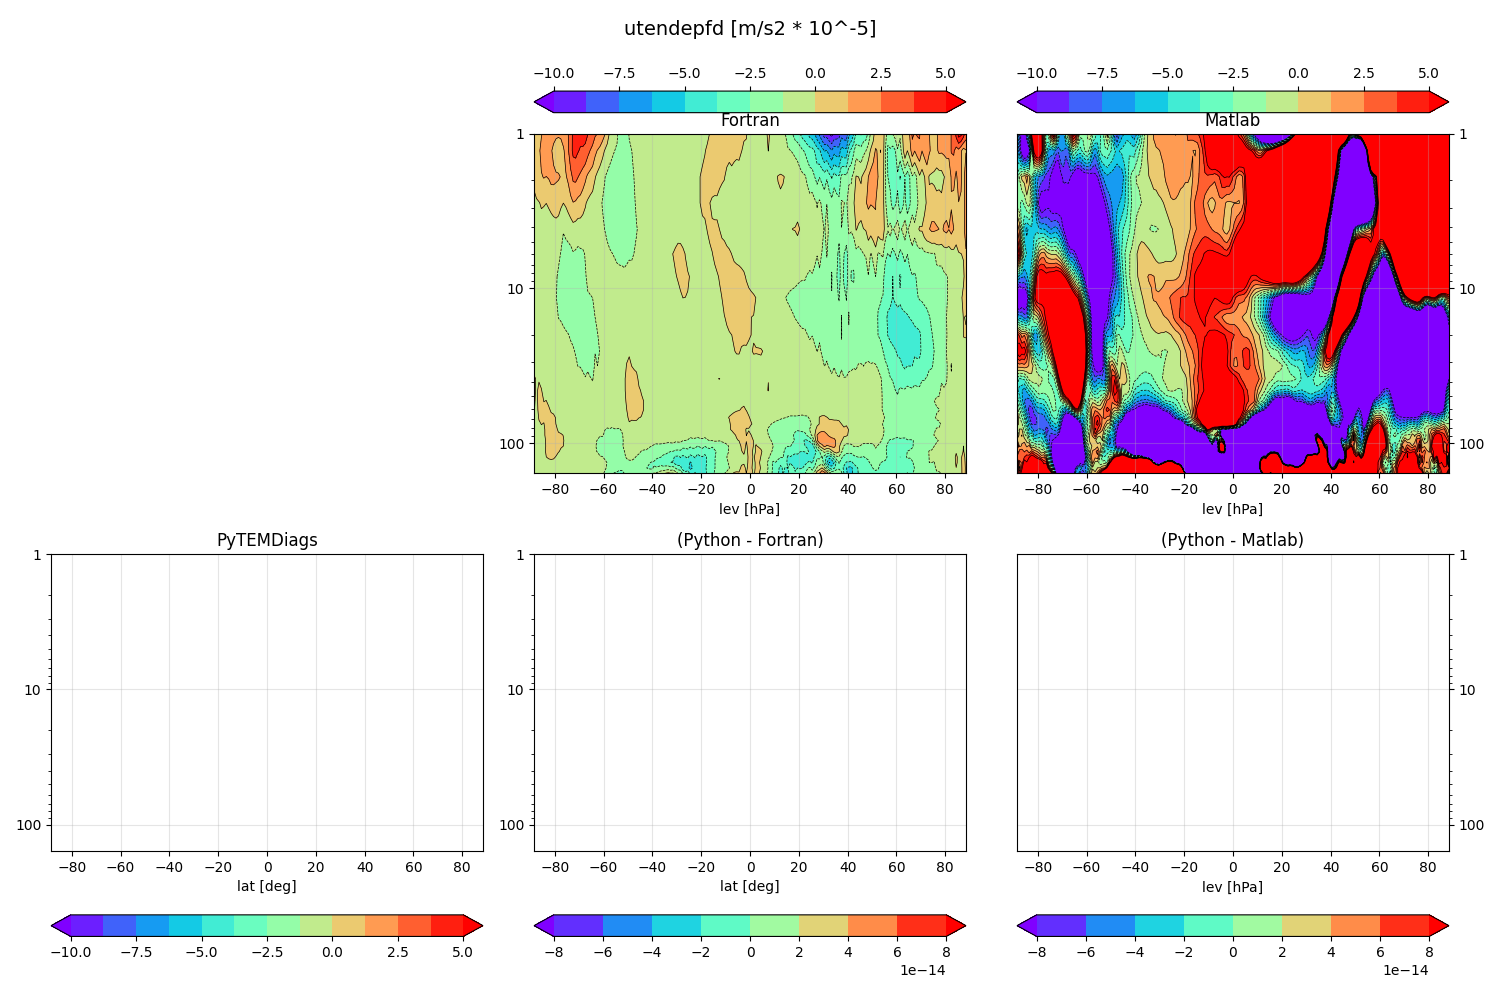 utendepfd [m/s2 * 10^-5]
−10.0 −7.5 −5.0 −2.5 0.0 2.5 5.0
−10.0 −7.5 −5.0 −2.5 0.0 2.5 5.0
Fortran
Matlab
1
10
100
1
10
100
−80 −60 −40 −20 0 20 40 60 80
−80 −60 −40 −20 0 20 40 60 80
lev [hPa]
lev [hPa]
PyTEMDiags
(Python - Fortran)
(Python - Matlab)
1
10
100
1
10
100
1
10
100
−80 −60 −40 −20 0 20 40 60 80
−80 −60 −40 −20 0 20 40 60 80
−80 −60 −40 −20 0 20 40 60 80
lat [deg]
lat [deg]
lev [hPa]
−10.0 −7.5 −5.0 −2.5 0.0 2.5 5.0
−8 −6 −4 −2 0 2 4 6 8
1e−14
−8 −6 −4 −2 0 2 4 6 8
1e−14